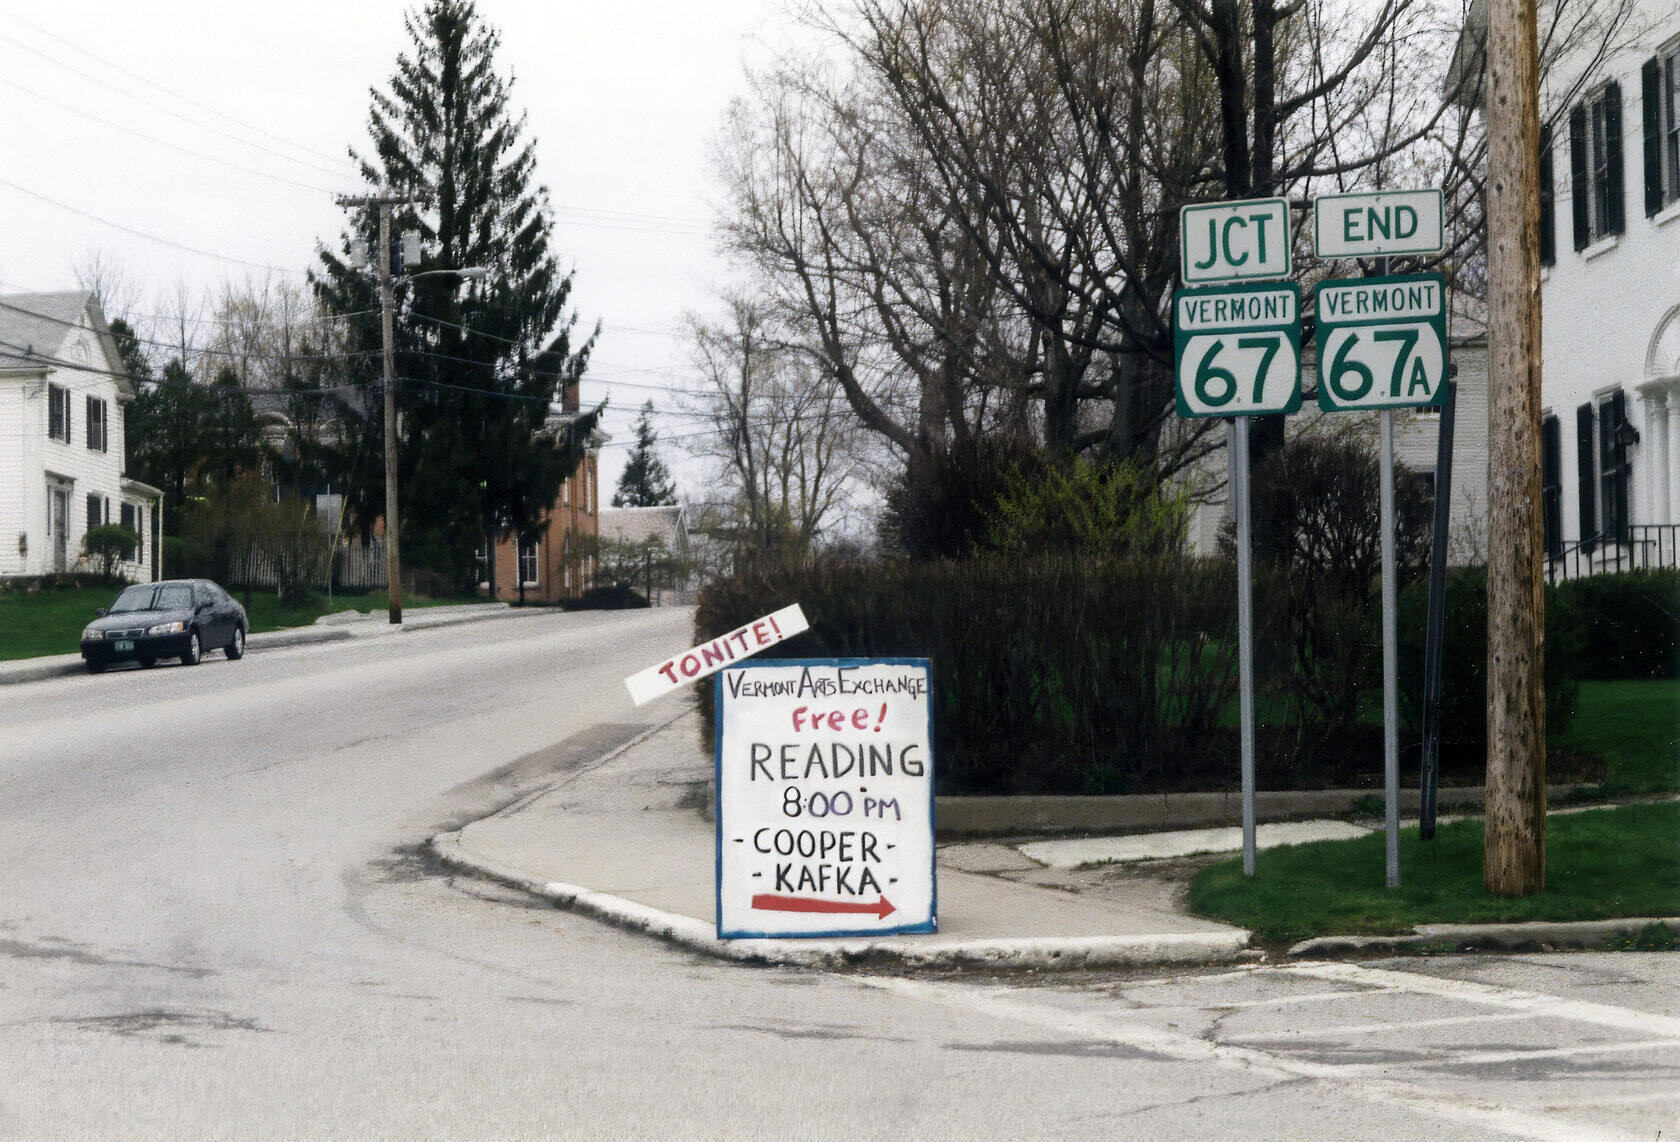 TONITE!
VERMONT ARTS EXCHANGE
Free!
READING
8:00 PM
- COOPER -
- KAFKA -
JCT
VERMONT
67
END
VERMONT
67A